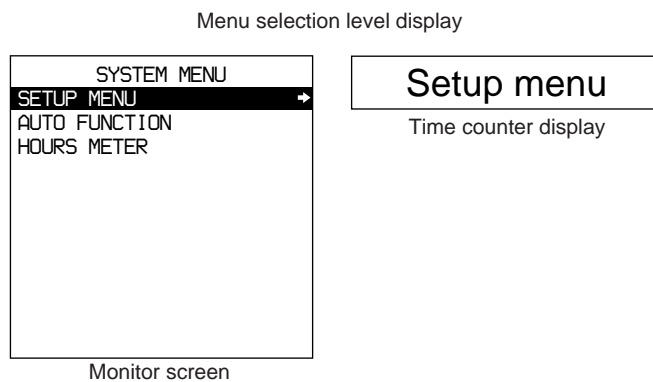 Menu selection level display
SYSTEM MENU
SETUP MENU
AUTO FUNCTION
HOURS METER
Monitor screen
Setup menu
Time counter display